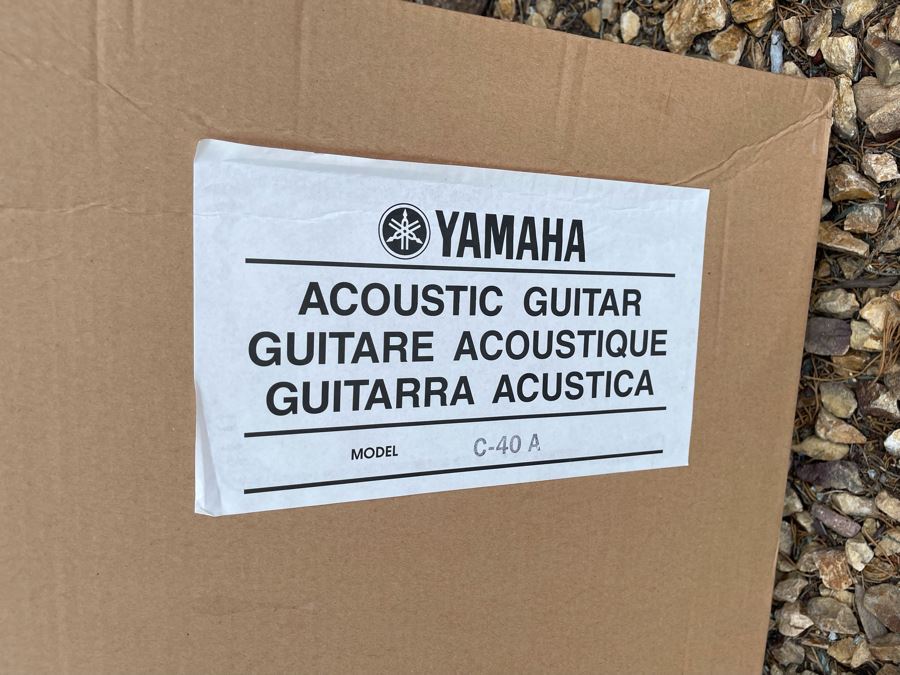 YAMAHA
ACOUSTIC GUITAR
GUITARE ACOUSTIQUE
GUITARRA ACUSTICA
MODEL C-40 A